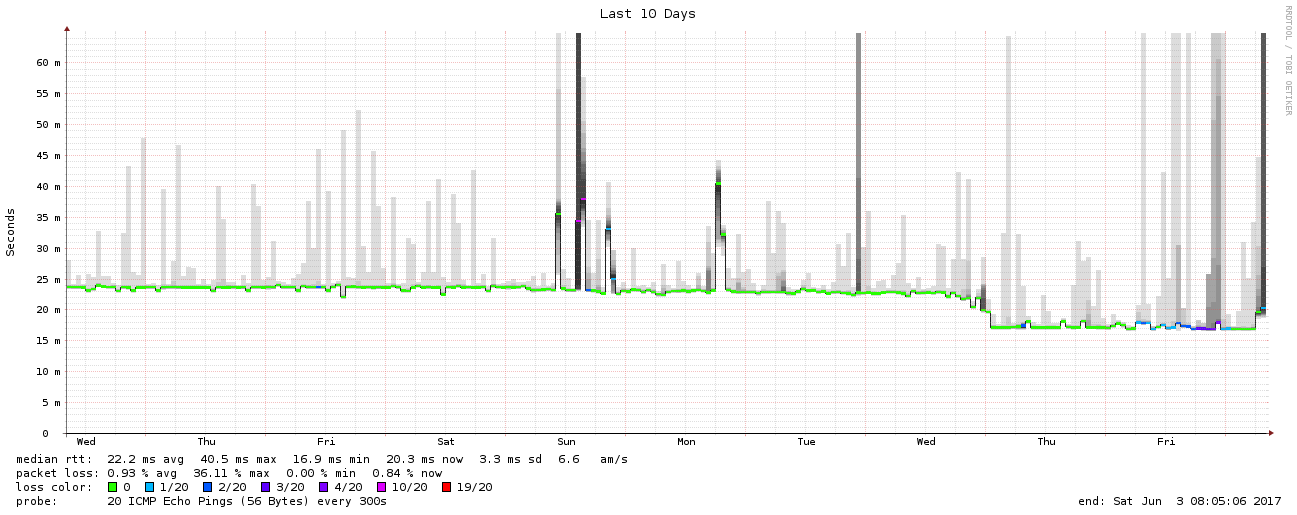 Last 10 Days
RRDTOOL / TOBI OETIKER
Seconds
60 m
55 m
50 m
45 m
40 m
35 m
30 m
25 m
20 m
15 m
10 m
5 m
0
Wed Thu Fri Sat Sun Mon Tue Wed Thu Fri
median rtt: 22.2 ms avg 40.5 ms max 16.9 ms min 20.3 ms now 3.3 ms sd 6.6 am/s
packet loss: 0.93 % avg 36.11 % max 0.00 % min 0.84 % now
loss color: 0 1/20 2/20 3/20 4/20 10/20 19/20
probe: 20 ICMP Echo Pings (56 Bytes) every 300s end: Sat Jun 3 08:05:06 2017